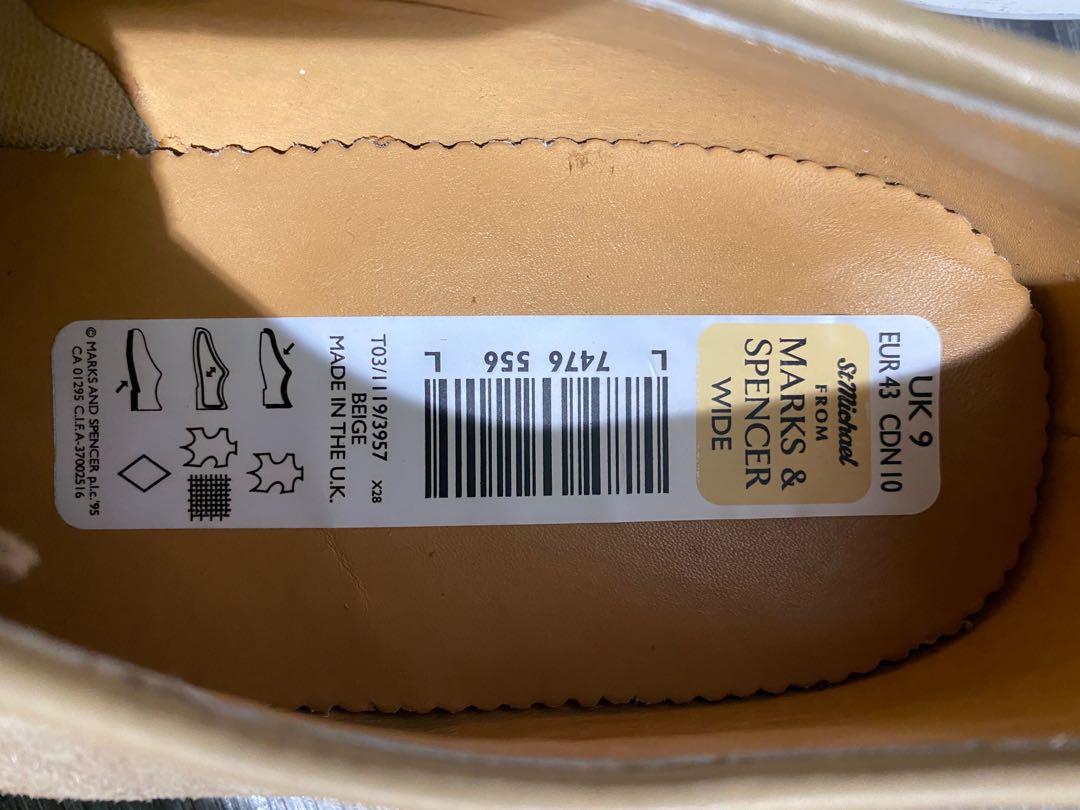 UK 9
EUR 43 CDN 10
St Michael
FROM
MARKS &
SPENCER
WIDE
L 7476 556 L
T03/1119/3957 X28
BEIGE
MADE IN THE U.K.
© MARKS AND SPENCER p.l.c. '95
CA 01295 C.I.F.A-37002516